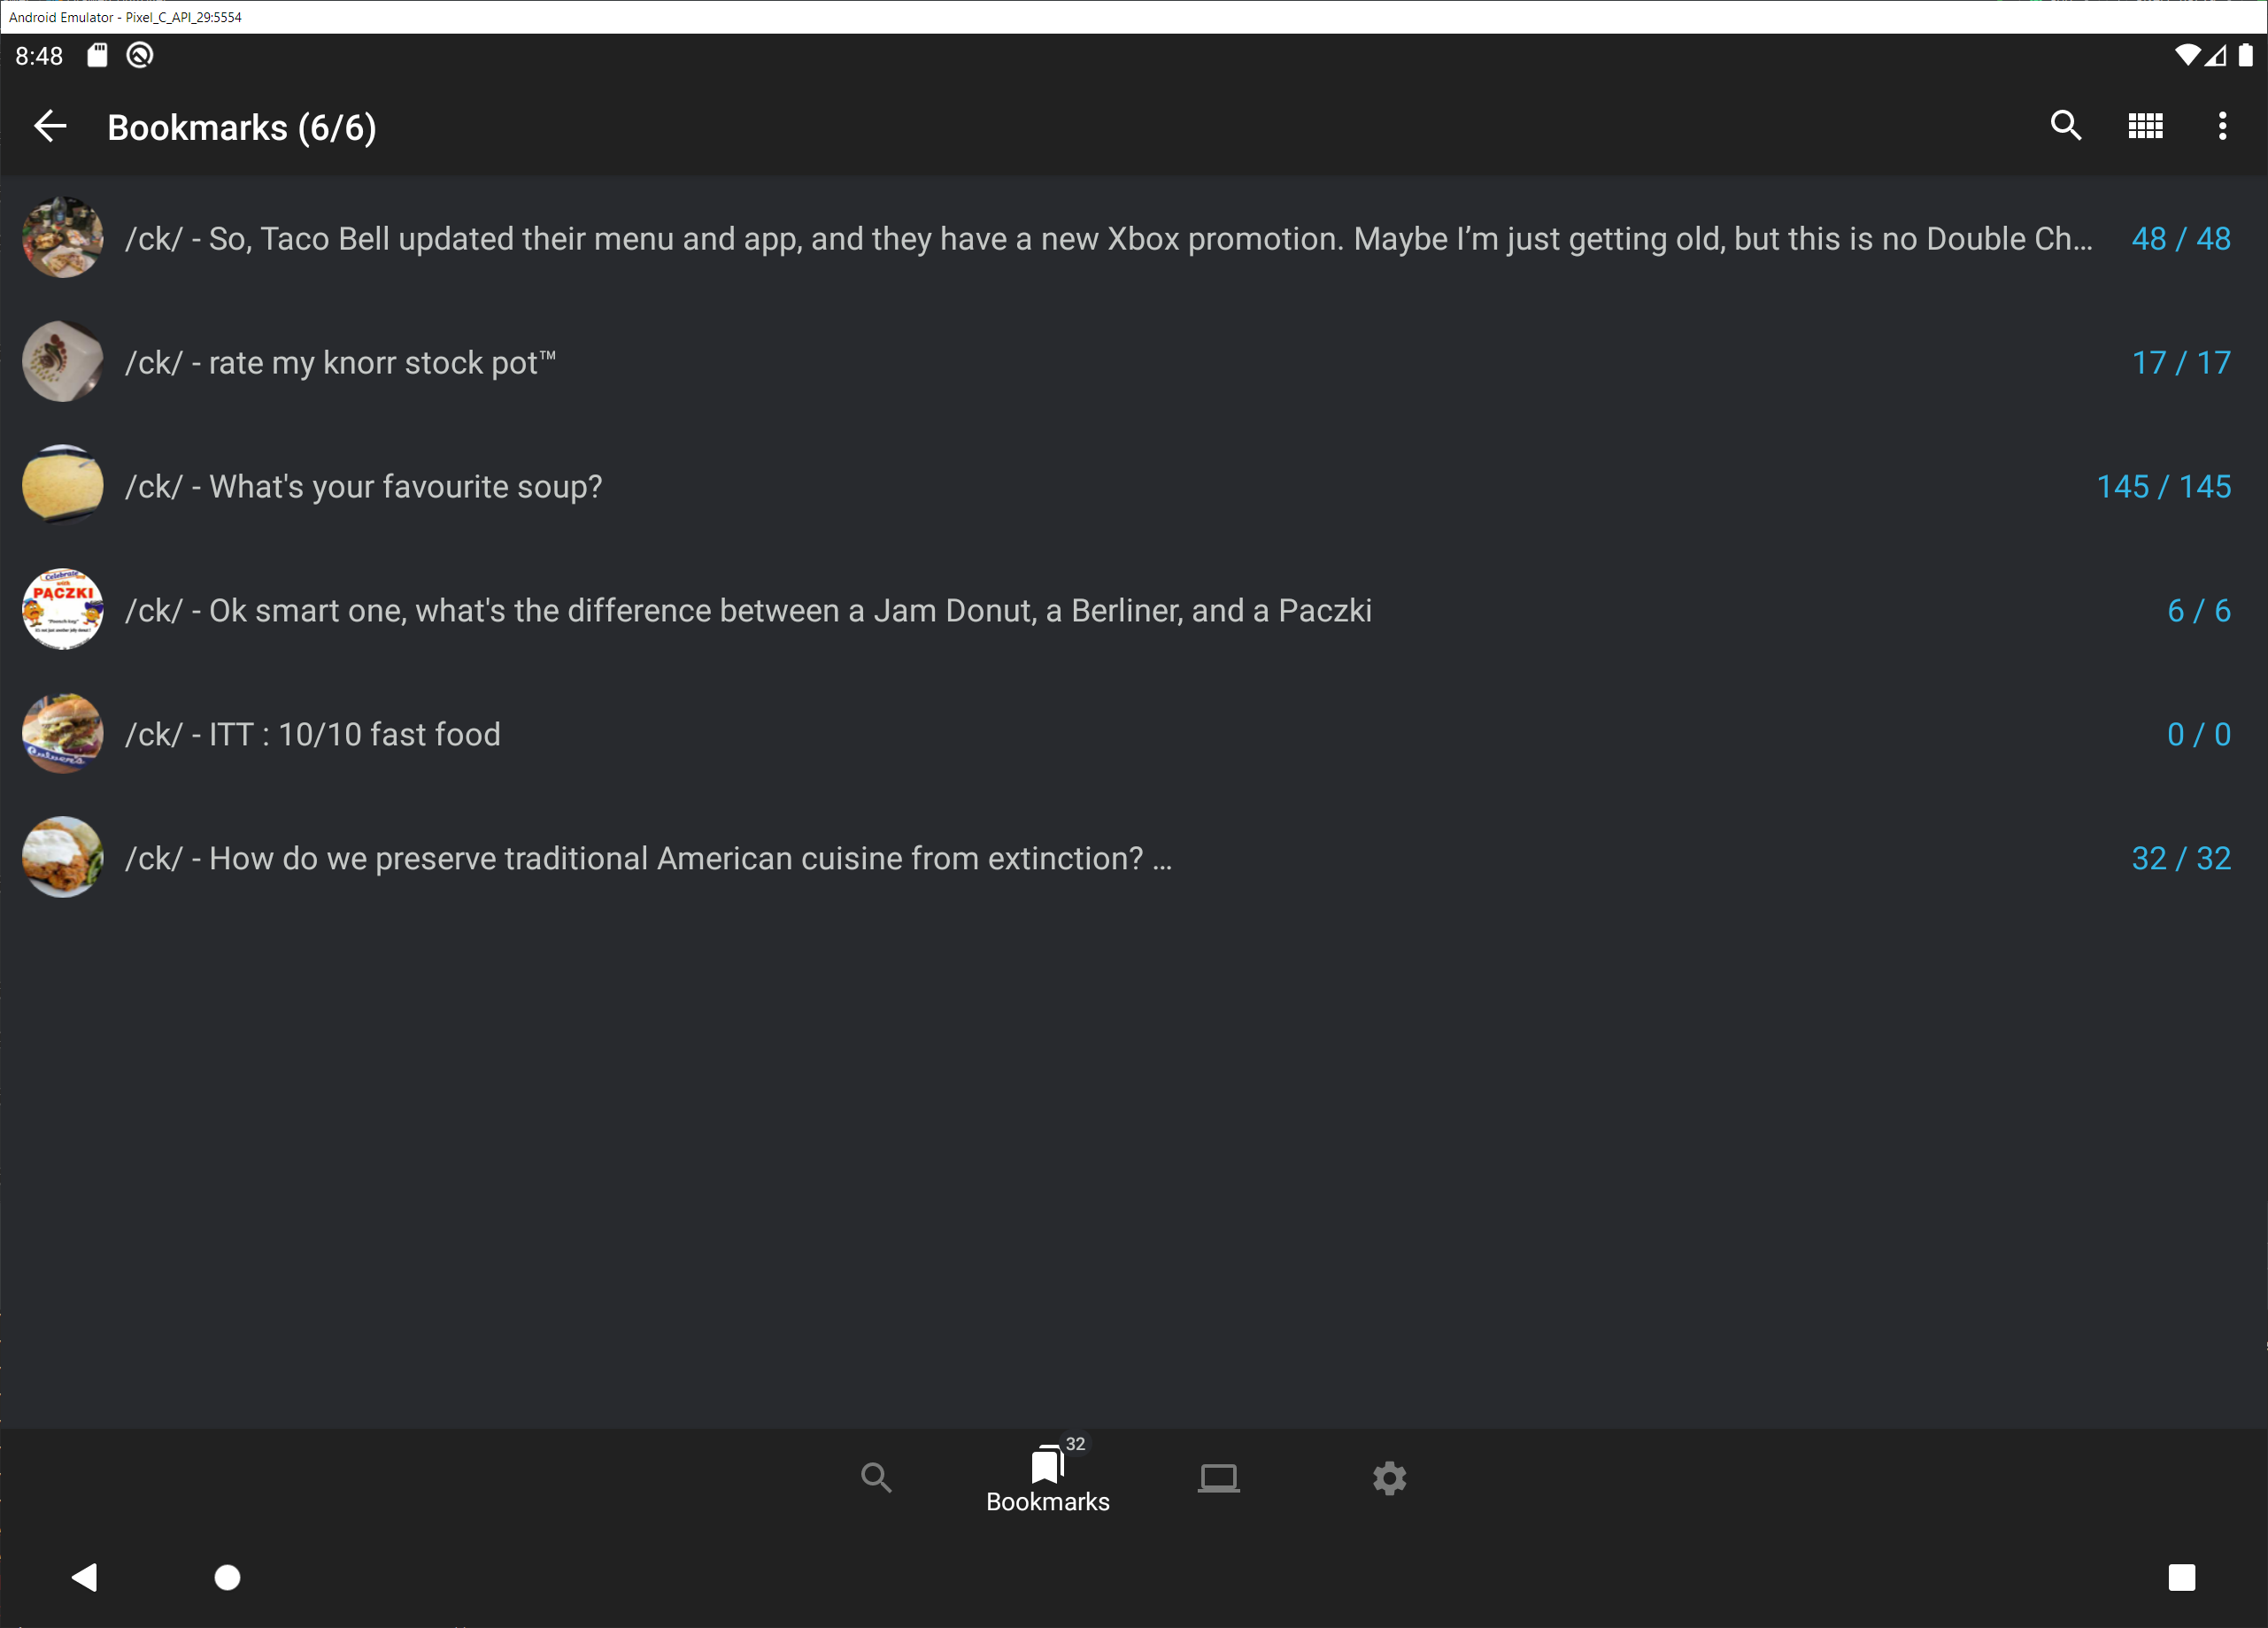 Android Emulator - Pixel_C_API_29:5554
8:48
Bookmarks (6/6)
/ck/ - So, Taco Bell updated their menu and app, and they have a new Xbox promotion. Maybe I’m just getting old, but this is no Double Ch... 48 / 48
/ck/ - rate my knorr stock pot™ 17 / 17
/ck/ - What's your favourite soup? 145 / 145
Celebrate
with
PĄCZKI
/ck/ - Ok smart one, what's the difference between a Jam Donut, a Berliner, and a Paczki 6 / 6
/ck/ - ITT : 10/10 fast food 0 / 0
Culver's
/ck/ - How do we preserve traditional American cuisine from extinction? ... 32 / 32
32
Bookmarks